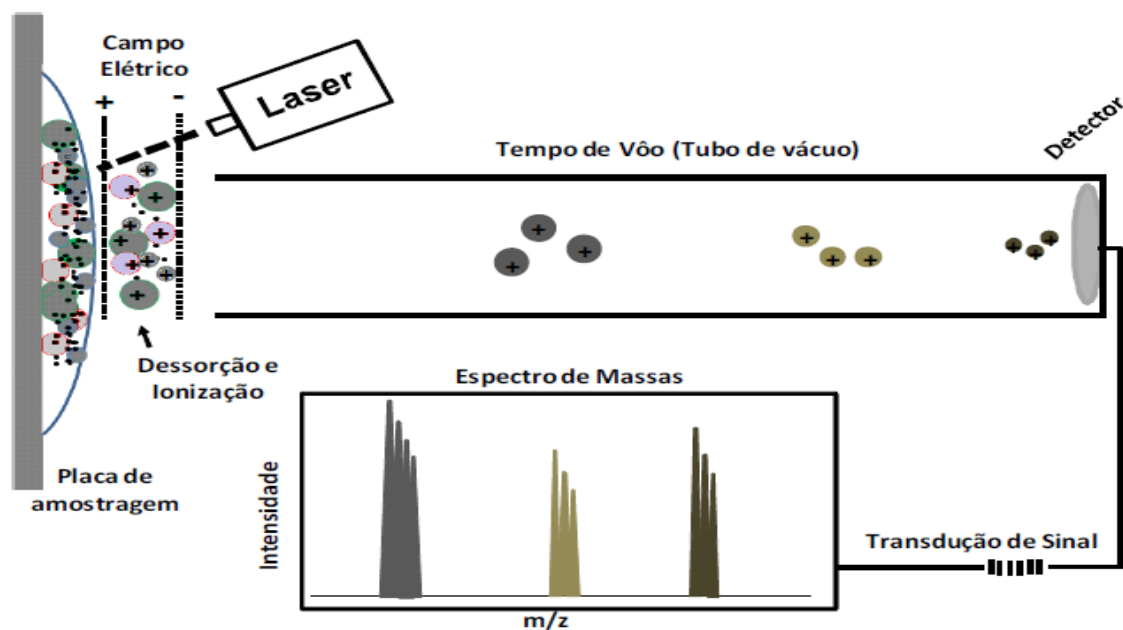 Campo
Elétrico
+ -
Laser
Tempo de Vôo (Tubo de vácuo)
Detector
Dessorção e
Ionização
Placa de
amostragem
Espectro de Massas
Intensidade
m/z
Transdução de Sinal